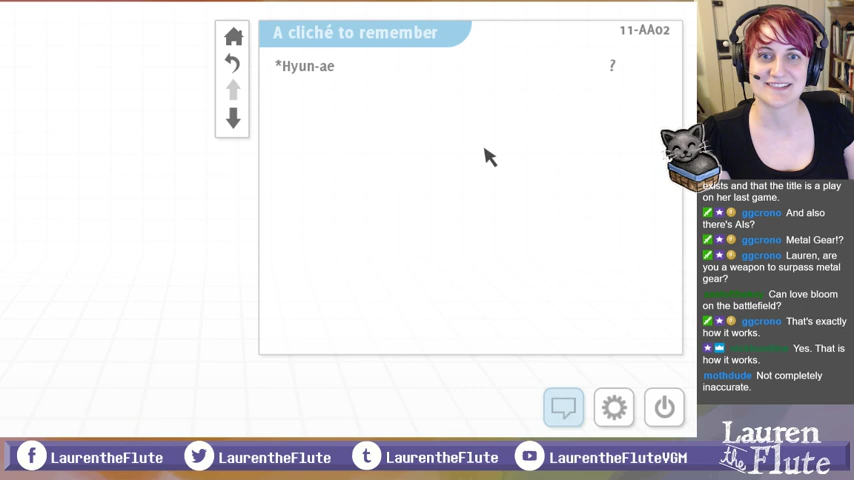 A cliché to remember
11-AA02
*Hyun-ae
?
exists and that the title is a play
on her last game.
ggcrono And also
there's AIs?
ggcrono Metal Gear!?
ggcrono Lauren, are
you a weapon to surpass metal
gear?
Can love bloom
on the battlefield?
ggcrono That's exactly
how it works.
Yes. That is
how it works.
mothdude Not completely
inaccurate.
LaurentheFlute
LaurentheFlute
LaurentheFlute
LaurentheFluteVGM
Lauren
the Flute